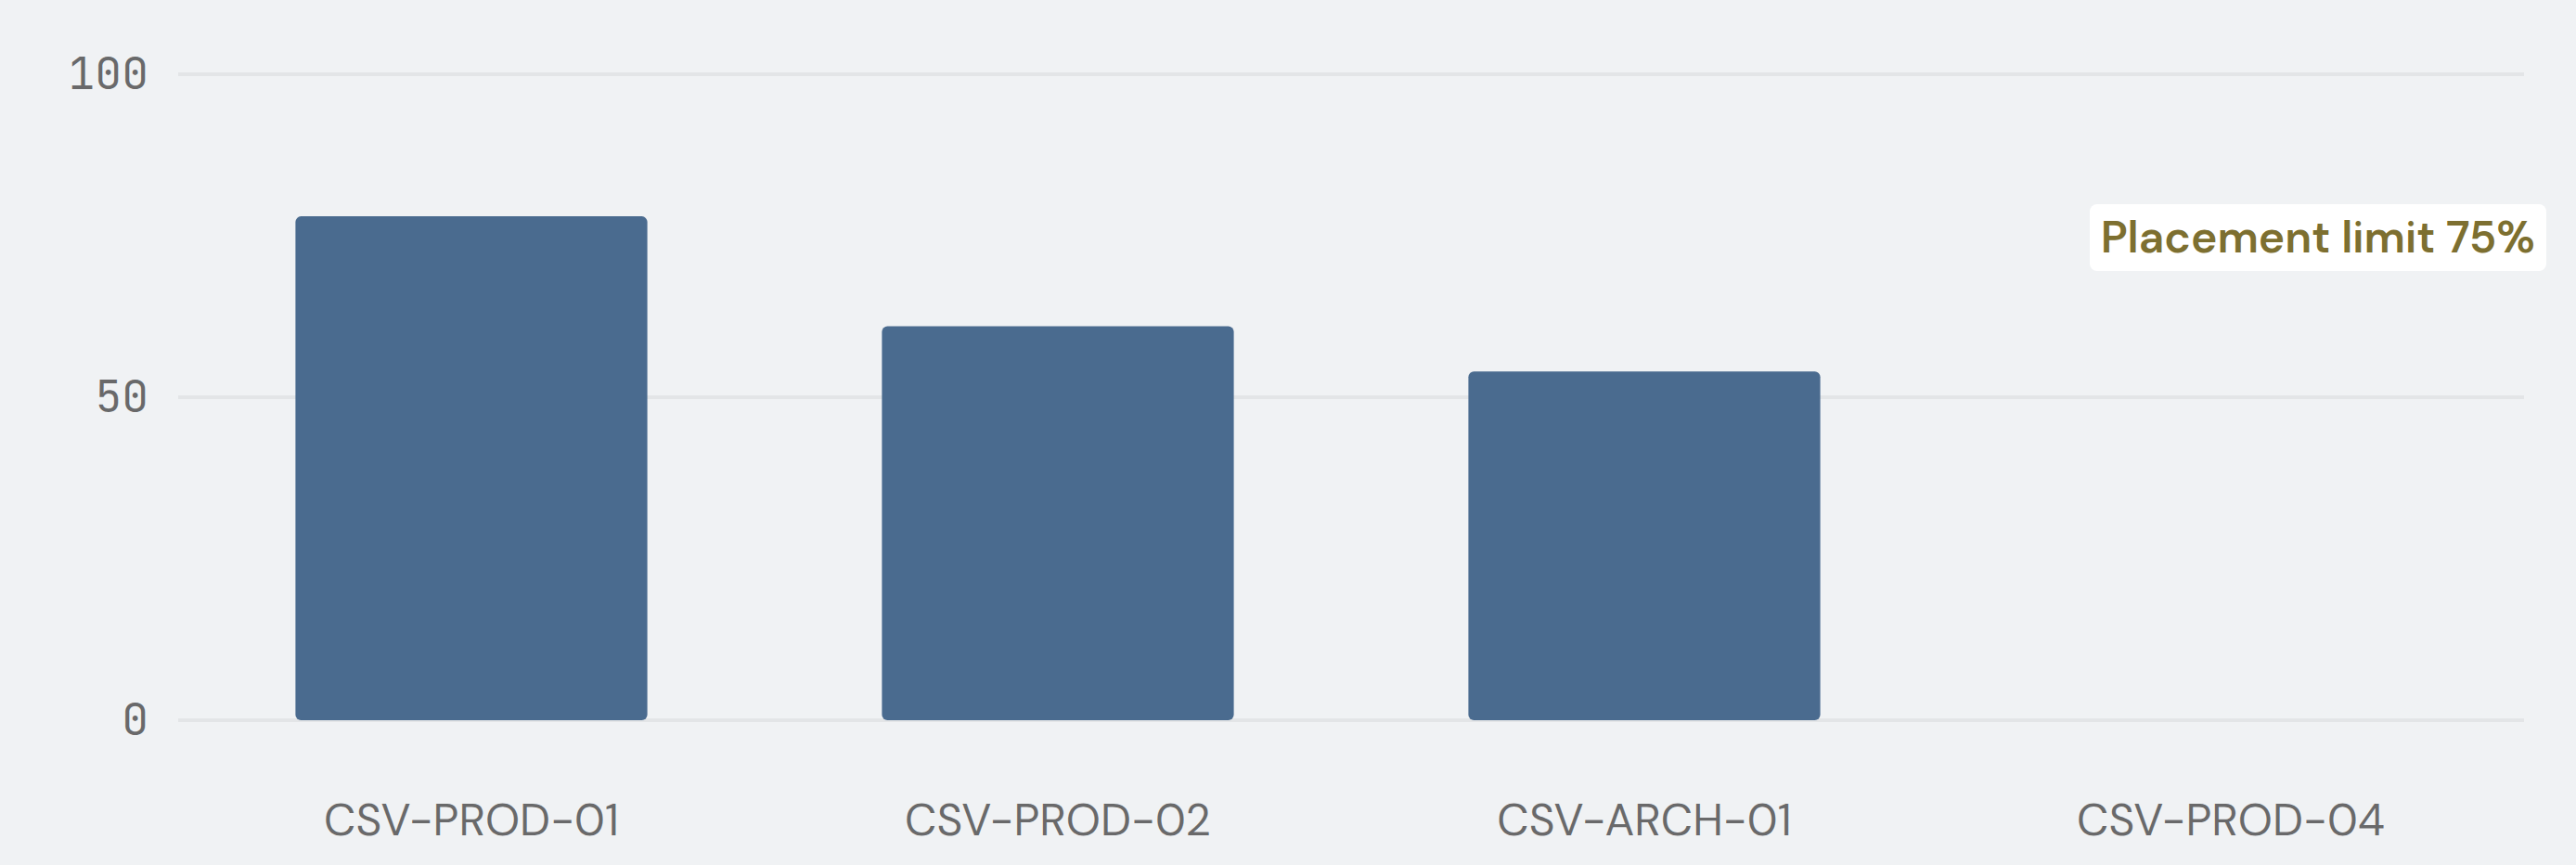 100
Placement limit 75%
50
0
CSV-PROD-01
CSV-PROD-02
CSV-ARCH-01
CSV-PROD-04